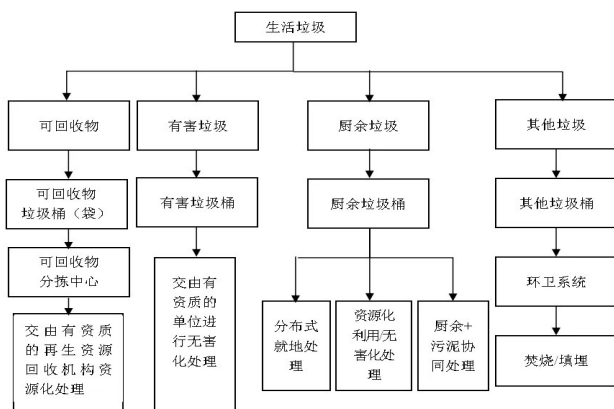 生活垃圾
可回收物
有害垃圾
厨余垃圾
其他垃圾
可回收物
垃圾桶（袋）
有害垃圾桶
厨余垃圾桶
其他垃圾桶
可回收物
分拣中心
交由有
资质的
单位进
行无害
化处理
环卫系统
交由有资质
的再生资源
回收机构资
源化处理
分布式
就地处
理
资源化
利用/无
害化处
理
厨余+
污泥协
同处理
焚烧/填埋